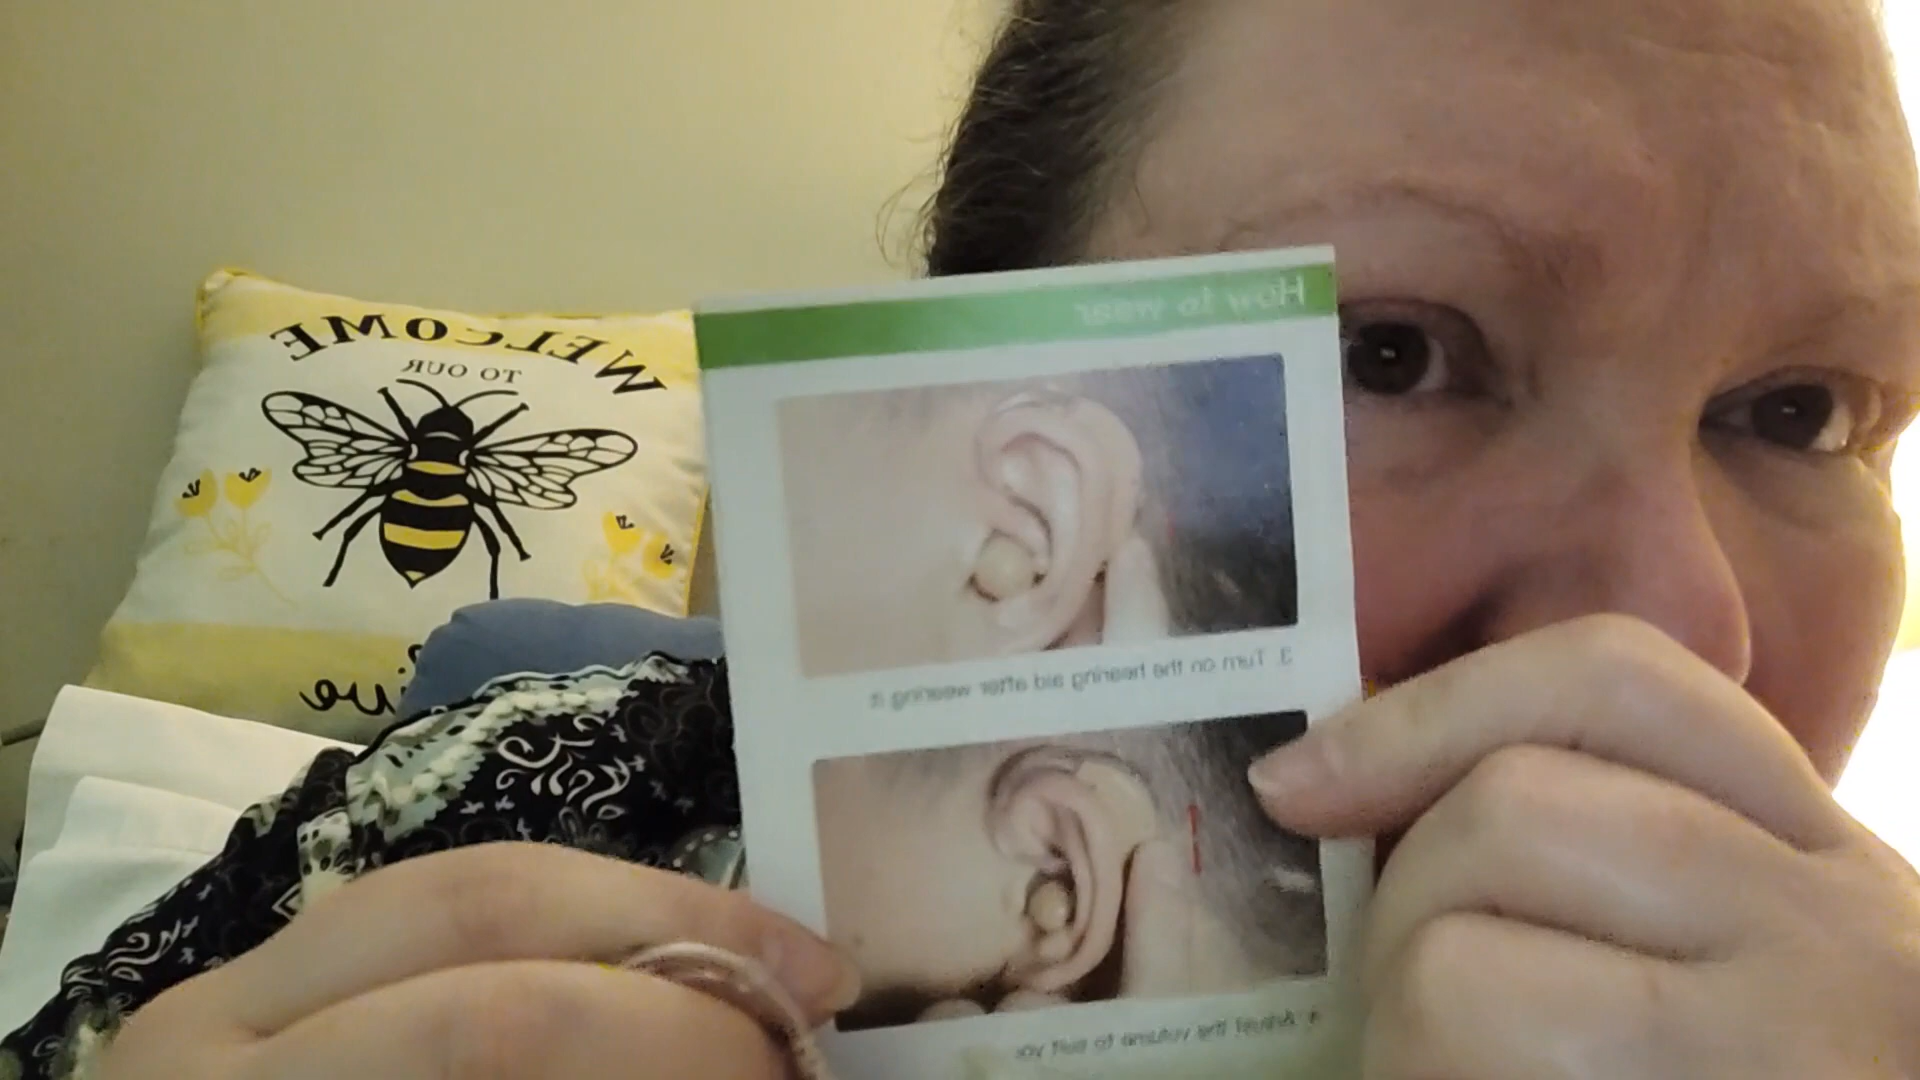 WELCOME
TO OUR
ive
How to wear
3. Turn on the hearing aid after wearing it
4. Adjust the volume to suit you